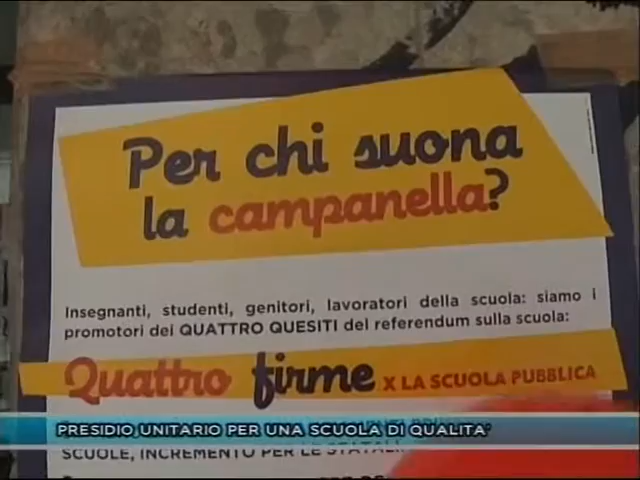 Per chi suona
la campanella?
Insegnanti, studenti, genitori, lavoratori della scuola: siamo i
promotori dei QUATTRO QUESITI del referendum sulla scuola:
Quattro firme X LA SCUOLA PUBBLICA
PRESIDIO UNITARIO PER UNA SCUOLA DI QUALITA'
SCUOLE, INCREMENTO PER LE STATALI